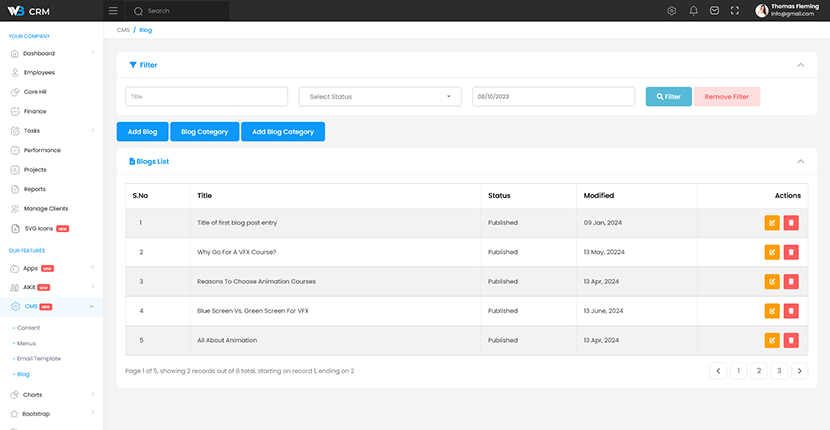 W3 CRM
Search
Thomas Fleming
info@gmail.com
YOUR COMPANY
Dashboard
Employees
Core HR
Finance
Tasks
Performance
Projects
Reports
Manage Clients
SVG Icons NEW
OUR FEATURES
Apps NEW
AIKit NEW
CMS NEW
Content
Menus
Email Template
Blog
Charts
Bootstrap
CMS / Blog
Filter
Title
Select Status
08/10/2023
Filter
Remove Filter
Add Blog
Blog Category
Add Blog Category
Blogs List
S.No Title Status Modified Actions
1 Title of first blog post entry Published 09 Jan, 2024
2 Why Go For A VFX Course? Published 13 May, 20224
3 Reasons To Choose Animation Courses Published 13 Apr, 2024
4 Blue Screen Vs. Green Screen For VFX Published 13 June, 2024
5 All About Animation Published 13 Apr, 2024
Page 1 of 5, showing 2 records out of 8 total, starting on record 1, ending on 2
1 2 3